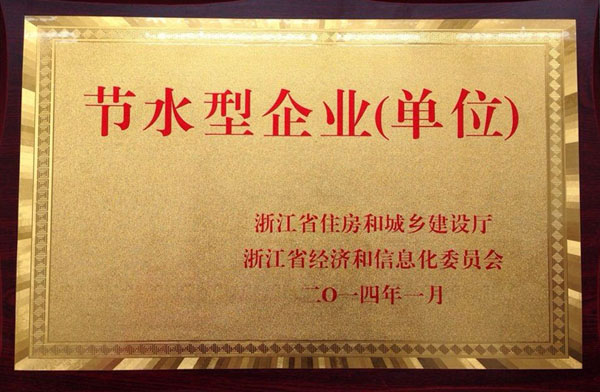 节水型企业(单位)
浙江省住房和城乡建设厅
浙江省经济和信息化委员会
二O一四年一月